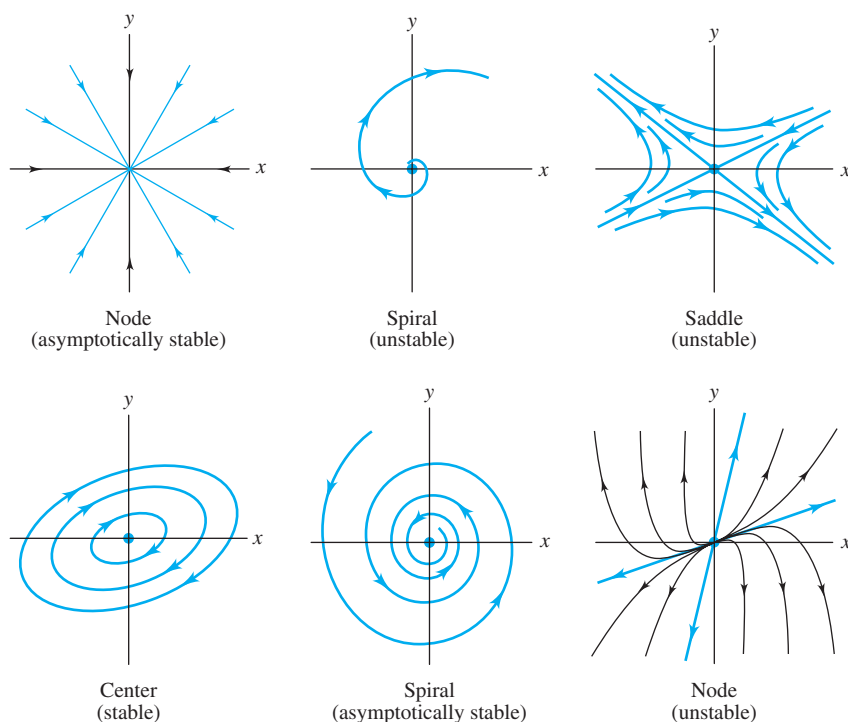 y
x
Node
(asymptotically stable)
y
x
Spiral
(unstable)
y
x
Saddle
(unstable)
y
x
Center
(stable)
y
x
Spiral
(asymptotically stable)
y
x
Node
(unstable)